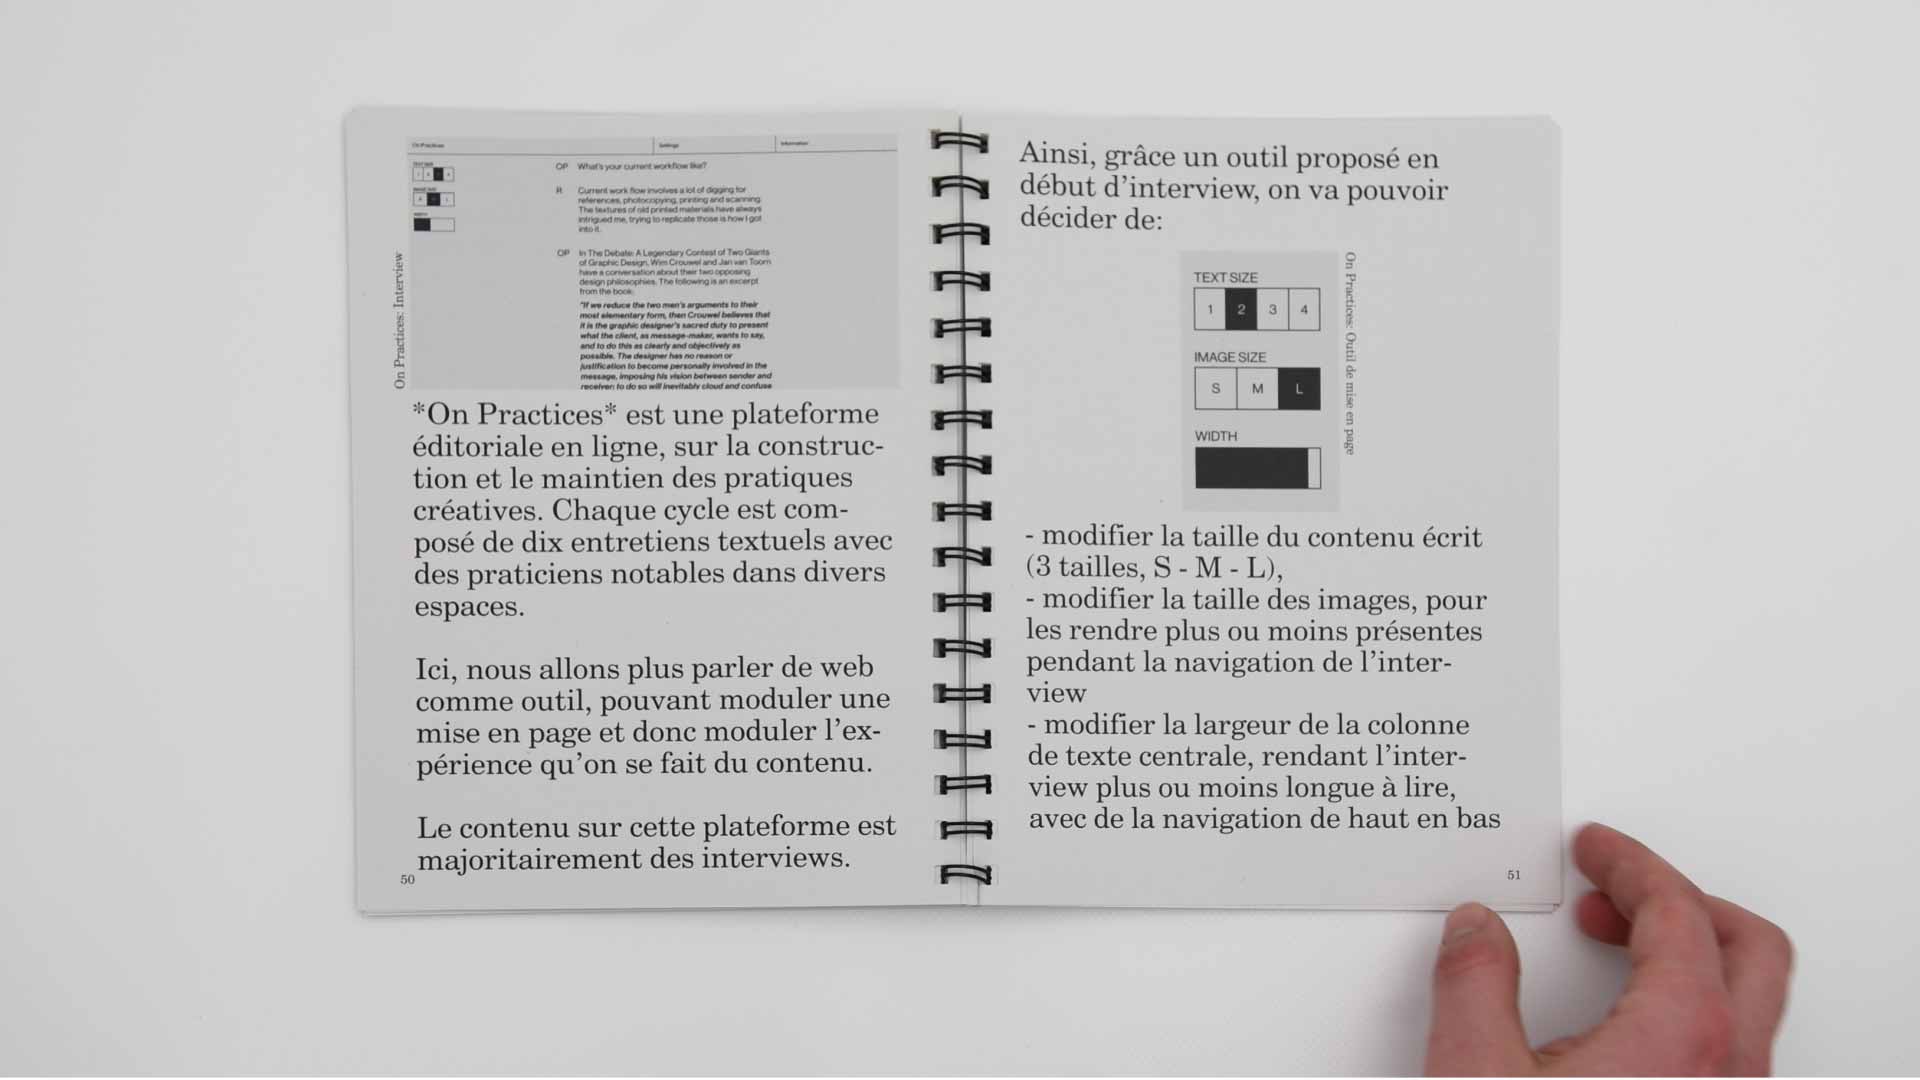 On Practices
Settings
Information
TEXT SIZE
IMAGE SIZE
WIDTH
OP What's your current workflow like?
R Current work flow involves a lot of digging for
references, photocopying, printing and scanning.
The textures of old printed materials have always
intrigued me, trying to replicate those is how I got
into it.
OP In The Debate: A Legendary Contest of Two Giants
of Graphic Design, Wim Crouwel and Jan van Toorn
have a conversation about their two opposing
design philosophies. The following is an excerpt
from the book:
"If we reduce the two men's arguments to their
most elementary form, then Crouwel believes that
it is the graphic designer's sacred duty to present
what the client, as message-maker, wants to say,
and to do this as clearly and objectively as
possible. The designer has no reason or
justification to become personally involved in the
message, imposing his vision between sender and
receiver: to do so will inevitably cloud and confuse
On Practices: Interview
*On Practices* est une plateforme
éditoriale en ligne, sur la construc-
tion et le maintien des pratiques
créatives. Chaque cycle est com-
posé de dix entretiens textuels avec
des praticiens notables dans divers
espaces.
Ici, nous allons plus parler de web
comme outil, pouvant moduler une
mise en page et donc moduler l'ex-
périence qu'on se fait du contenu.
Le contenu sur cette plateforme est
majoritairement des interviews.
50
Ainsi, grâce un outil proposé en
début d'interview, on va pouvoir
décider de:
TEXT SIZE
1 2 3 4
IMAGE SIZE
S M L
WIDTH
On Practices: Outil de mise en page
- modifier la taille du contenu écrit
(3 tailles, S - M - L),
- modifier la taille des images, pour
les rendre plus ou moins présentes
pendant la navigation de l'inter-
view
- modifier la largeur de la colonne
de texte centrale, rendant l'inter-
view plus ou moins longue à lire,
avec de la navigation de haut en bas
51